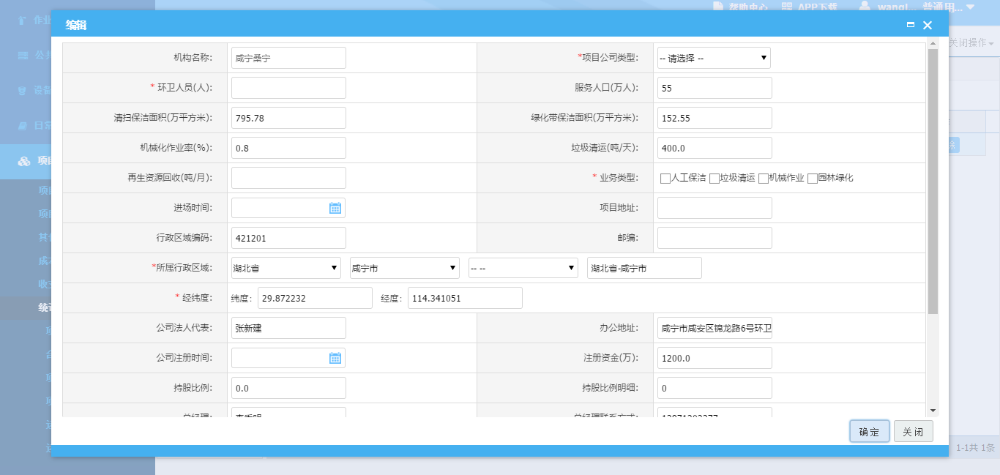 帮助中心 APP下载 wangl... 普通用...
编辑
关闭操作
机构名称: 咸宁桑宁 *项目公司类型: -- 请选择 --
* 环卫人员(人): 服务人口(万人): 55
清扫保洁面积(万平方米): 795.78 绿化带保洁面积(万平方米): 152.55
机械化作业率(%): 0.8 垃圾清运(吨/天): 400.0
再生资源回收(吨/月): * 业务类型: 人工保洁 垃圾清运 机械作业 园林绿化
进场时间: 项目地址:
行政区域编码: 421201 邮编:
*所属行政区域: 湖北省 咸宁市 -- -- 湖北省-咸宁市
* 经纬度: 纬度: 29.872232 经度: 114.341051
公司法人代表: 张新建 办公地址: 咸宁市咸安区锦龙路6号环卫
公司注册时间: 注册资金(万): 1200.0
持股比例: 0.0 持股比例明细: 0
总经理: 总经理联系方式:
确定 关闭
1-1共 1条